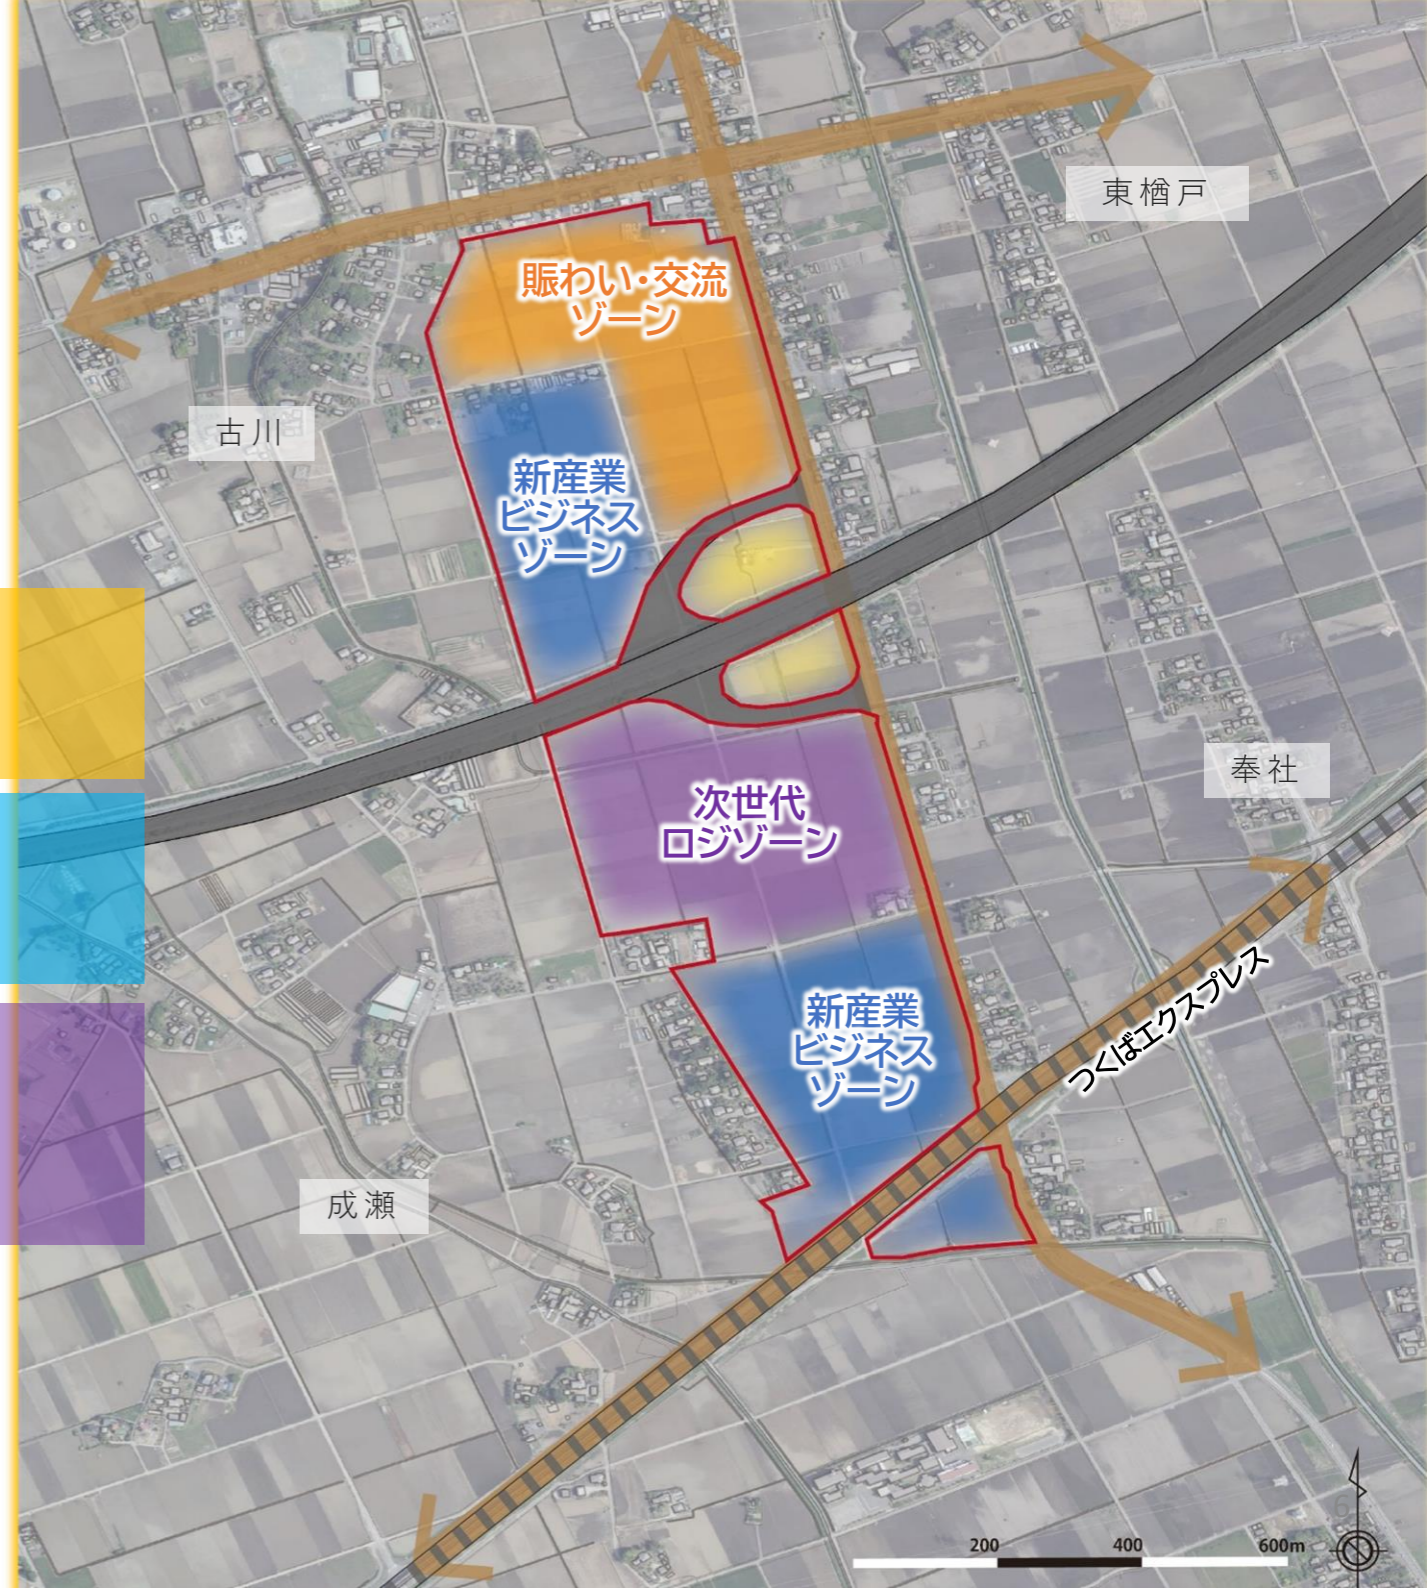 東楢戸
賑わい・交流
ゾーン
古川
新産業
ビジネス
ゾーン
奉社
次世代
ロジゾーン
つくばエクスプレス
新産業
ビジネス
ゾーン
成瀬
6
200
400
600m